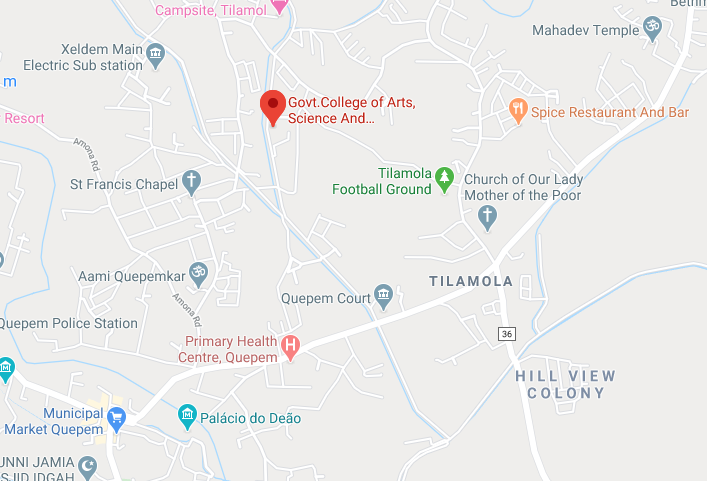 Campsite, Tilamol
Mahadev Temple
Xeldem Main
Electric Sub station
m
Resort
Govt.College of Arts,
Science And...
Spice Restaurant And Bar
Amona Rd
St Francis Chapel
Tilamola
Football Ground
Church of Our Lady
Mother of the Poor
Aami Quepemkar
TILAMOLA
Quepem Court
Amona Rd
Quepem Police Station
36
Primary Health
Centre, Quepem
HILL VIEW
COLONY
Municipal
Market Quepem
Palácio do Deão
UNNI JAMIA
SJID IDGAH
H